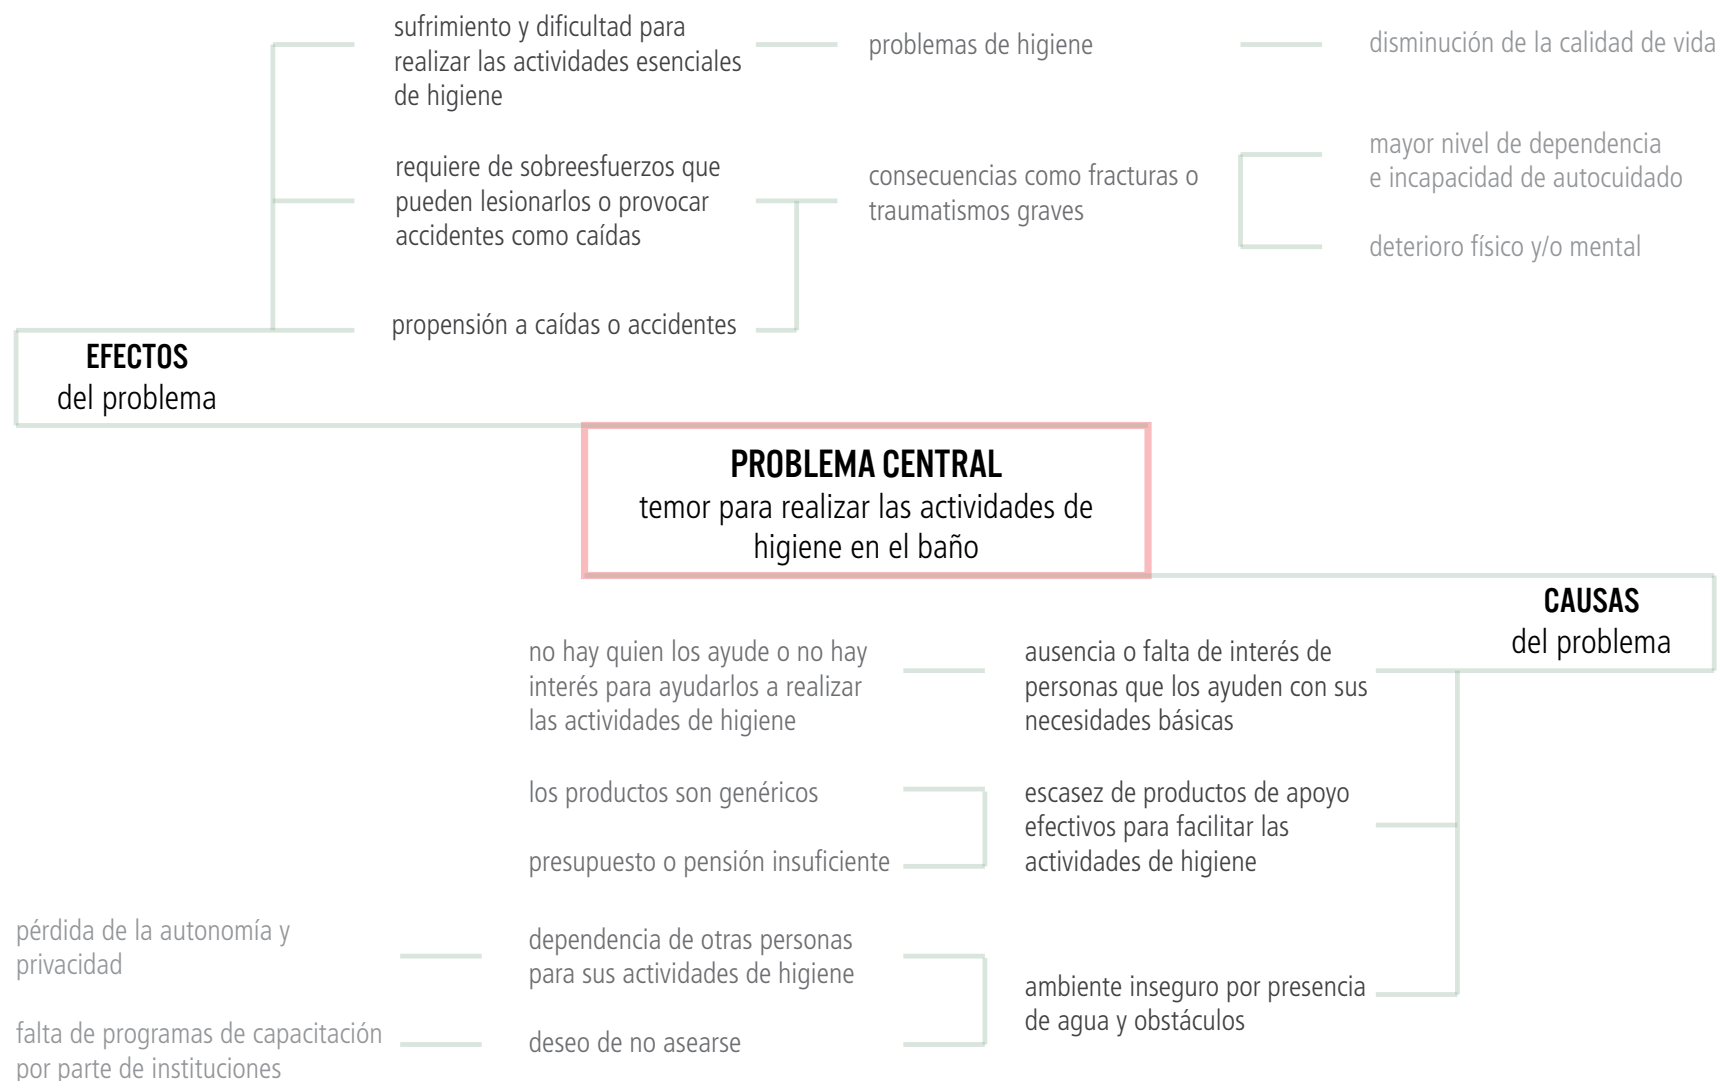 sufrimiento y dificultad para
realizar las actividades esenciales
de higiene
problemas de higiene
disminución de la calidad de vida
requiere de sobreesfuerzos que
pueden lesionarlos o provocar
accidentes como caídas
consecuencias como fracturas o
traumatismos graves
mayor nivel de dependencia
e incapacidad de autocuidado
deterioro físico y/o mental
propensión a caídas o accidentes
EFECTOS
del problema
PROBLEMA CENTRAL
temor para realizar las actividades de
higiene en el baño
CAUSAS
del problema
no hay quien los ayude o no hay
interés para ayudarlos a realizar
las actividades de higiene
ausencia o falta de interés de
personas que los ayuden con sus
necesidades básicas
los productos son genéricos
presupuesto o pensión insuficiente
escasez de productos de apoyo
efectivos para facilitar las
actividades de higiene
pérdida de la autonomía y
privacidad
dependencia de otras personas
para sus actividades de higiene
ambiente inseguro por presencia
de agua y obstáculos
falta de programas de capacitación
por parte de instituciones
deseo de no asearse